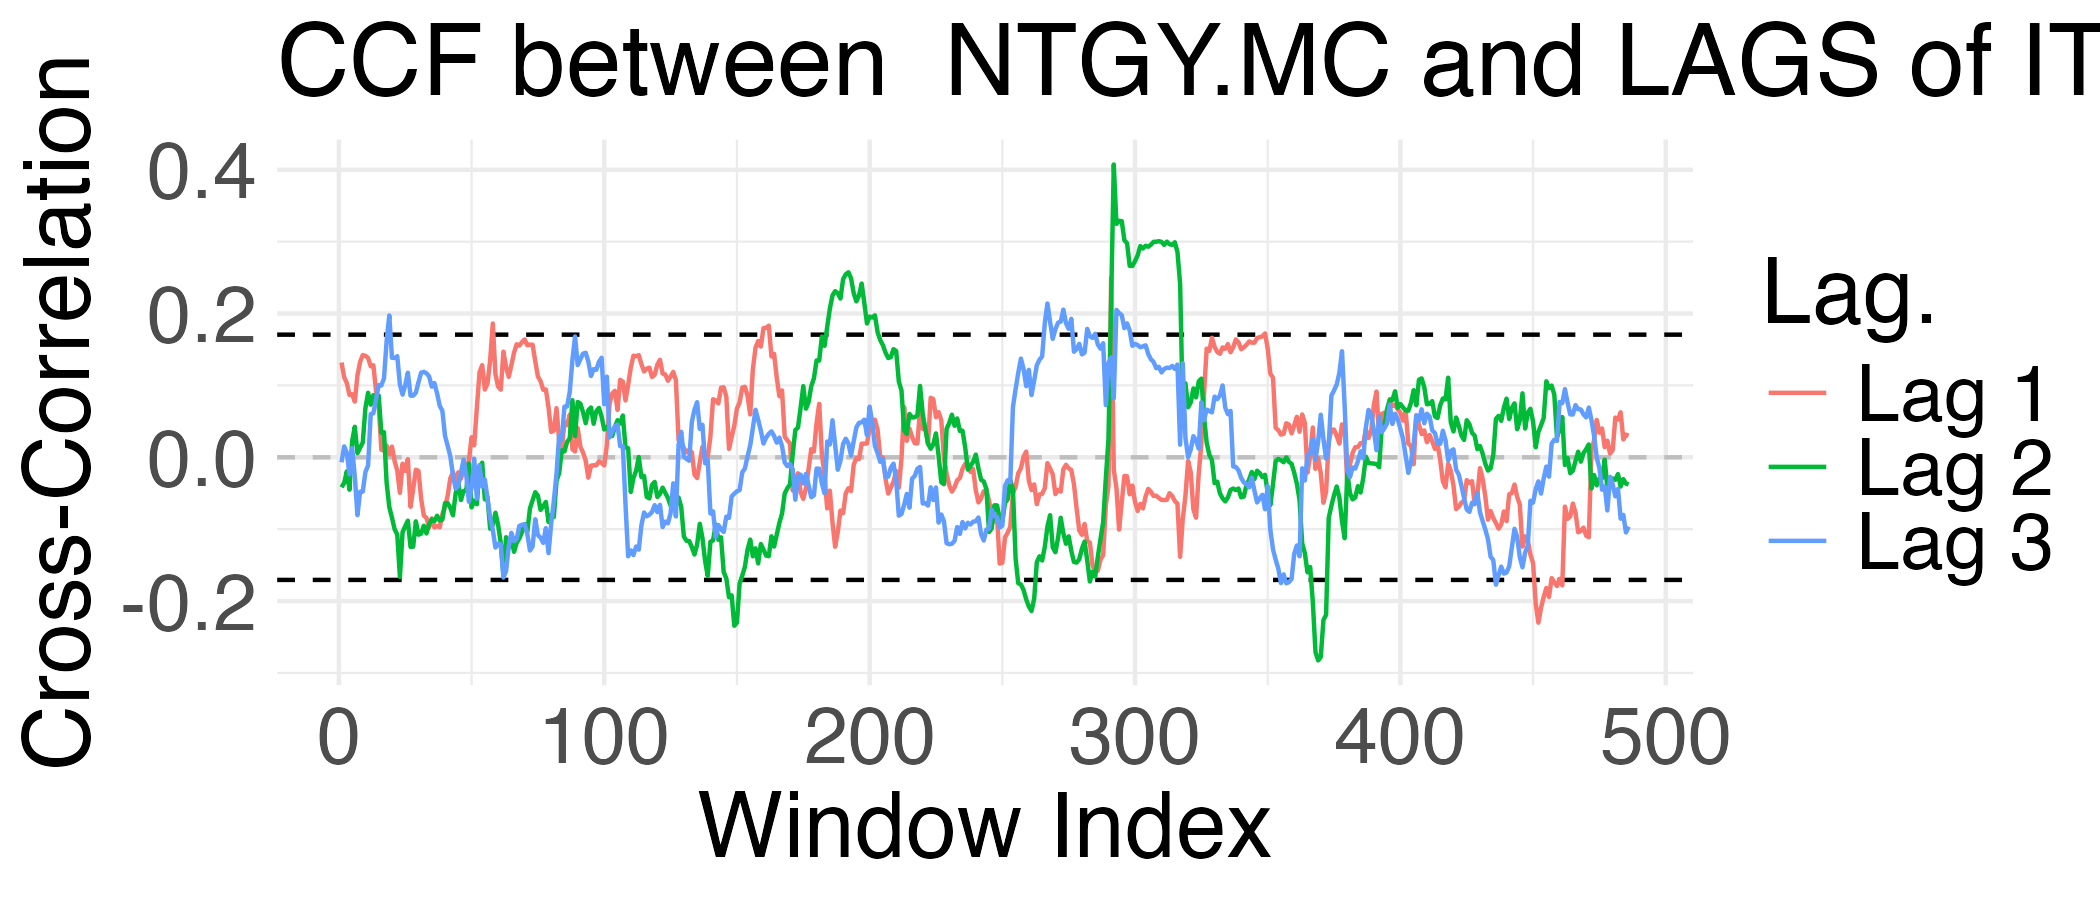 CCF between NTGY.MC and LAGS of IT
Cross-Correlation
0.4
0.2
0.0
-0.2
0
100
200
300
400
500
Window Index
Lag.
Lag 1
Lag 2
Lag 3